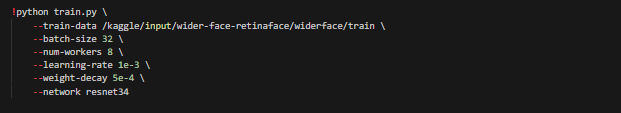 !python train.py \
    --train-data /kaggle/input/wider-face-retinaface/widerface/train \
    --batch-size 32 \
    --num-workers 8 \
    --learning-rate 1e-3 \
    --weight-decay 5e-4 \
    --network resnet34